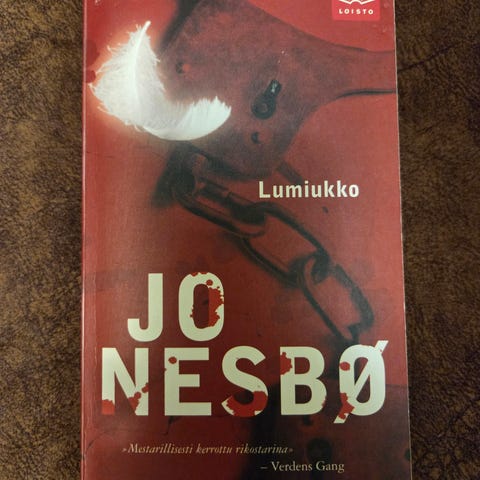 LOISTO
Lumiukko
JO
NESBØ
»Mestarillisesti kerrottu rikostarina»
– Verdens Gang